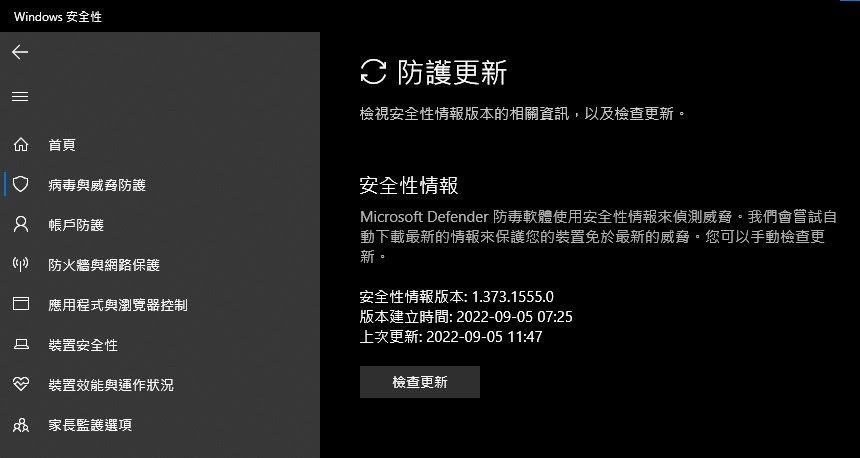 Windows 安全性
防護更新
檢視安全性情報版本的相關資訊，以及檢查更新。
首頁
病毒與威脅防護
帳戶防護
防火牆與網路保護
應用程式與瀏覽器控制
裝置安全性
裝置效能與運作狀況
家長監護選項
安全性情報
Microsoft Defender 防毒軟體使用安全性情報來偵測威脅。我們會嘗試自
動下載最新的情報來保護您的裝置免於最新的威脅。您可以手動檢查更
新。
安全性情報版本: 1.373.1555.0
版本建立時間: 2022-09-05 07:25
上次更新: 2022-09-05 11:47
檢查更新